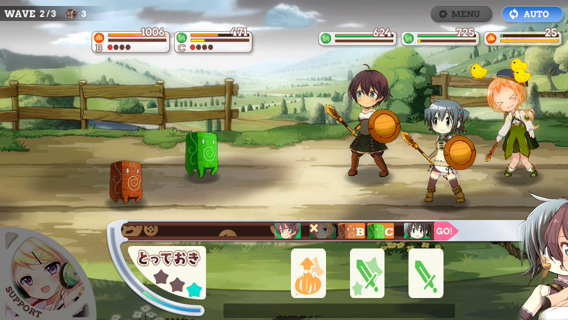 WAVE 2/3 3
MENU
AUTO
1006
B
471
C
624
725
25
B C GO!
とっておき
SUPPORT